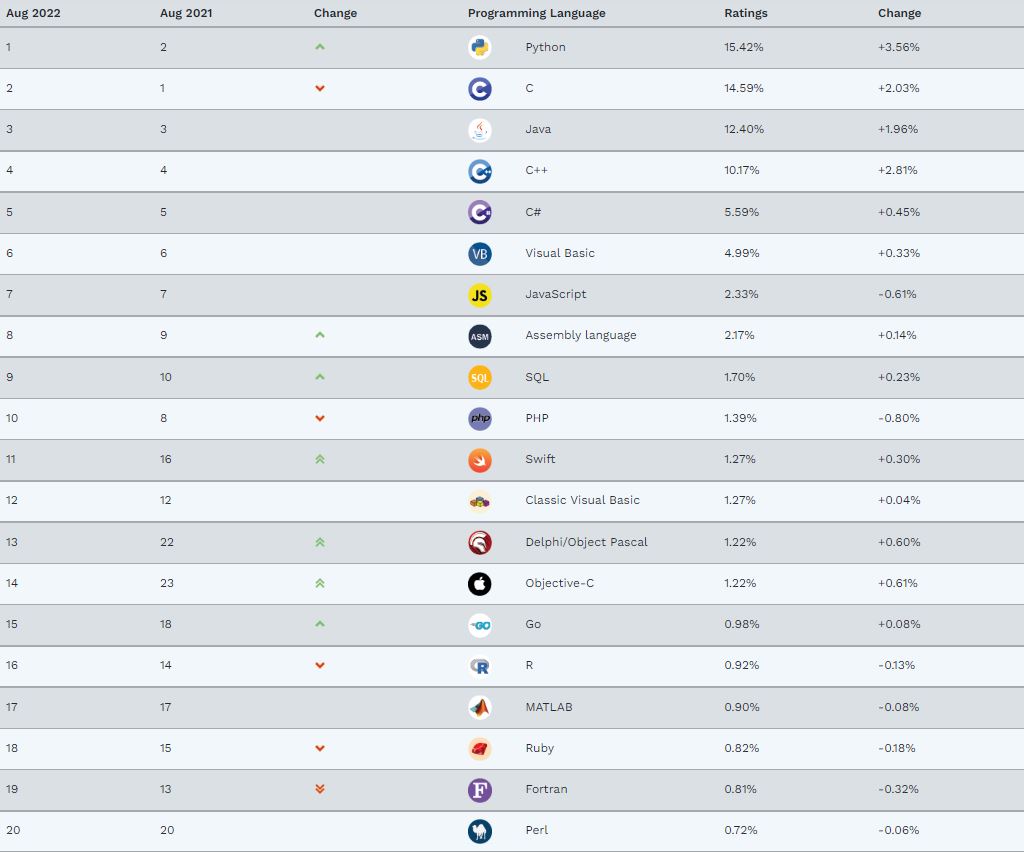 Aug 2022 Aug 2021 Change Programming Language Ratings Change
1 2 Python 15.42% +3.56%
2 1 C C 14.59% +2.03%
3 3 Java 12.40% +1.96%
4 4 C++ C++ 10.17% +2.81%
5 5 C# C# 5.59% +0.45%
6 6 VB Visual Basic 4.99% +0.33%
7 7 JS JavaScript 2.33% -0.61%
8 9 ASM Assembly language 2.17% +0.14%
9 10 SQL SQL 1.70% +0.23%
10 8 php PHP 1.39% -0.80%
11 16 Swift 1.27% +0.30%
12 12 Classic Visual Basic 1.27% +0.04%
13 22 Delphi/Object Pascal 1.22% +0.60%
14 23 Objective-C 1.22% +0.61%
15 18 GO Go 0.98% +0.08%
16 14 R R 0.92% -0.13%
17 17 MATLAB 0.90% -0.08%
18 15 Ruby 0.82% -0.18%
19 13 F Fortran 0.81% -0.32%
20 20 Perl 0.72% -0.06%